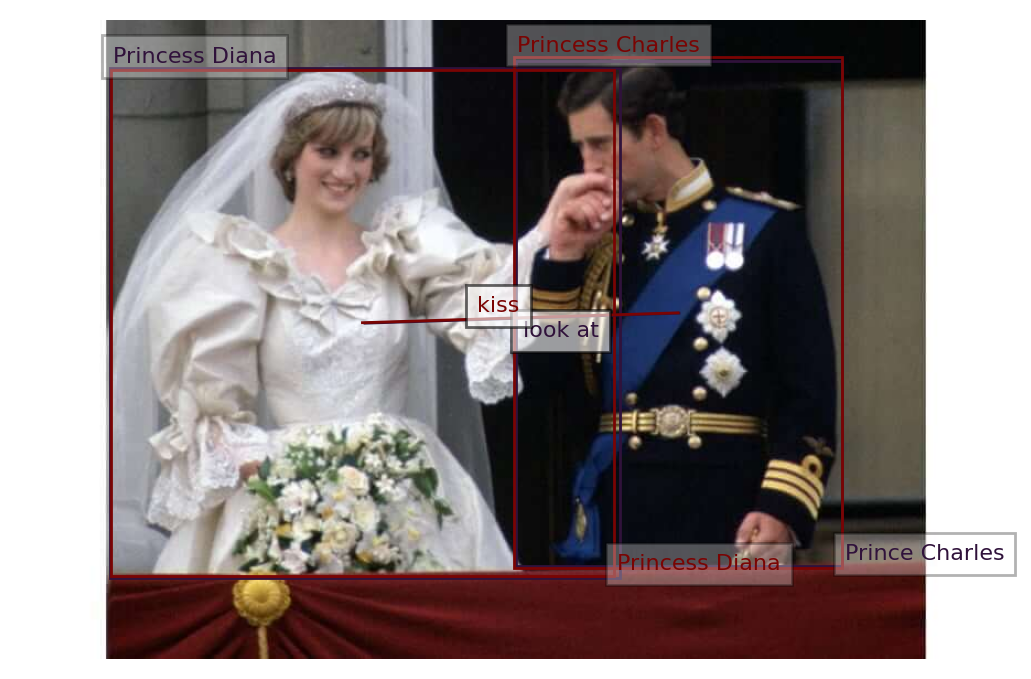 Princess Charles
Princess Diana
kiss
look at
Prince Charles
Princess Diana